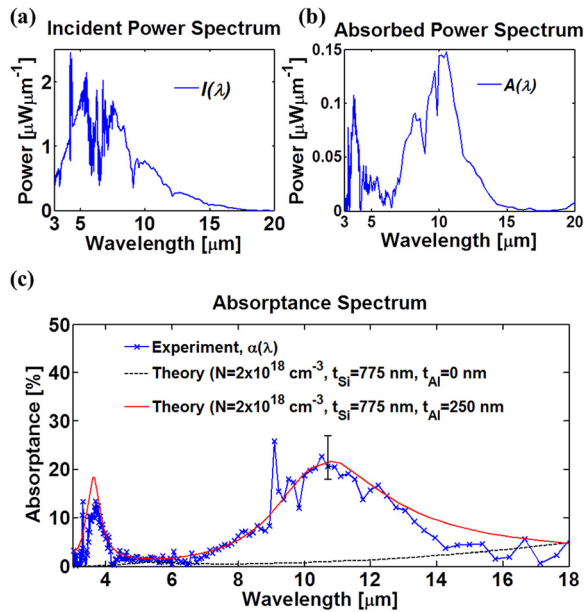 (a) Incident Power Spectrum
Power [µWµm⁻¹]
2
1
0
I(λ)
3 5 10 15 20
Wavelength [µm]
(b) Absorbed Power Spectrum
Power [µWµm⁻¹]
0.15
0.1
0.05
0
A(λ)
3 5 10 15 20
Wavelength [µm]
(c)
Absorptance Spectrum
Absorptance [%]
50
40
30
20
10
0
Experiment, α(λ)
Theory (N=2x10¹⁸ cm⁻³, tSi=775 nm, tAl=0 nm
Theory (N=2x10¹⁸ cm⁻³, tSi=775 nm, tAl=250 nm
4 6 8 10 12 14 16 18
Wavelength [µm]